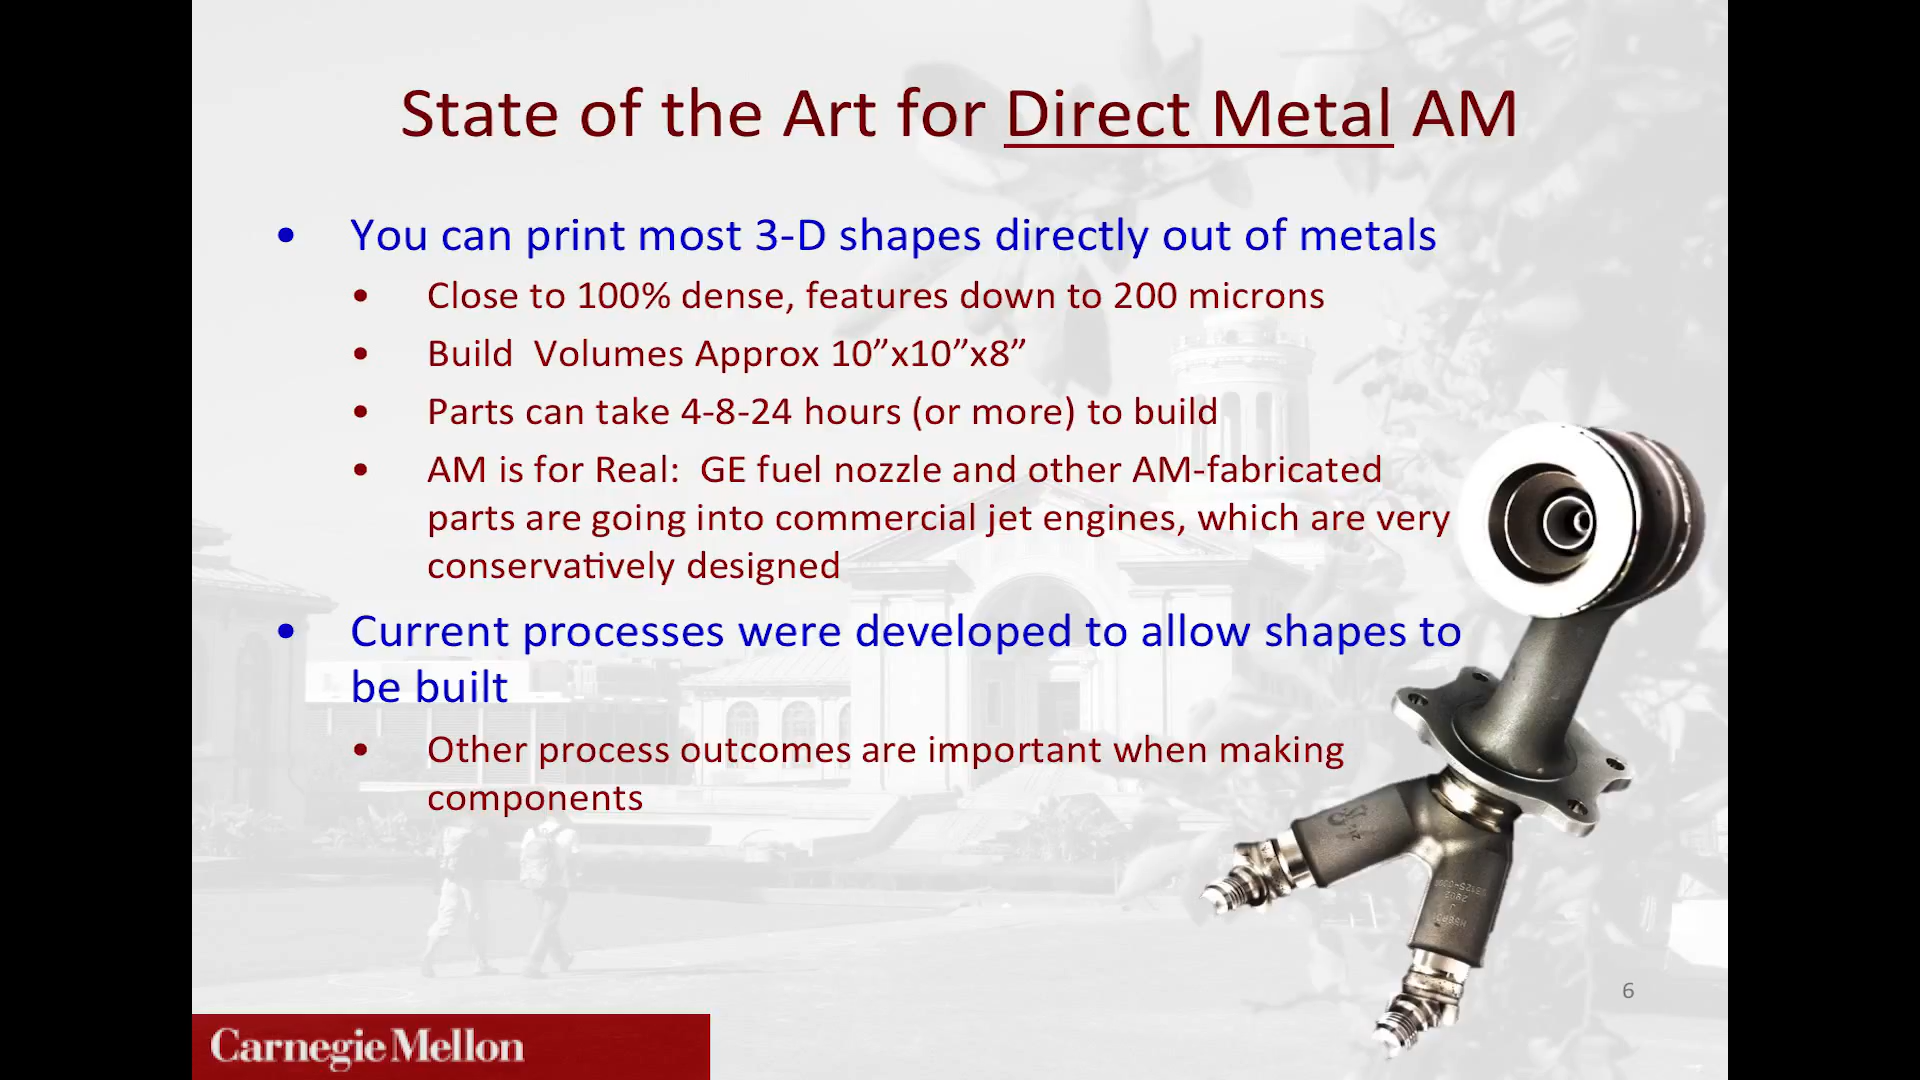 State of the Art for Direct Metal AM
• You can print most 3-D shapes directly out of metals
• Close to 100% dense, features down to 200 microns
• Build  Volumes Approx 10”x10”x8”
• Parts can take 4-8-24 hours (or more) to build
• AM is for Real:  GE fuel nozzle and other AM-fabricated
parts are going into commercial jet engines, which are very
conservatively designed
• Current processes were developed to allow shapes to
be built
• Other process outcomes are important when making
components
6
Carnegie Mellon